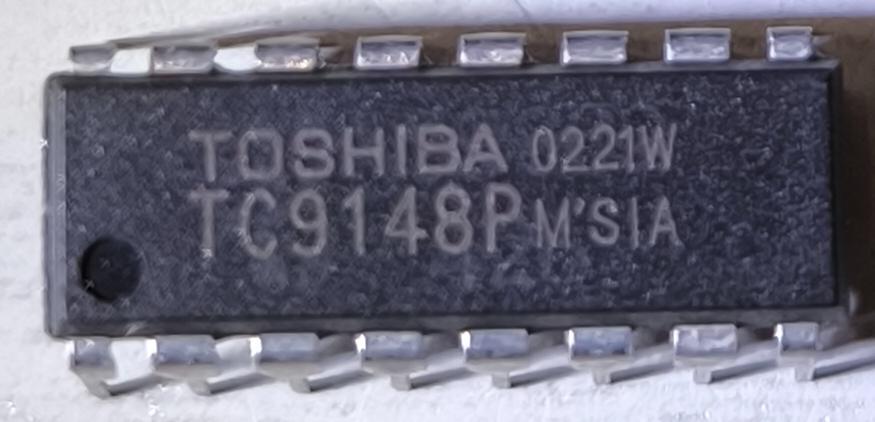 TOSHIBA 0221W
TC9148P M'SIA